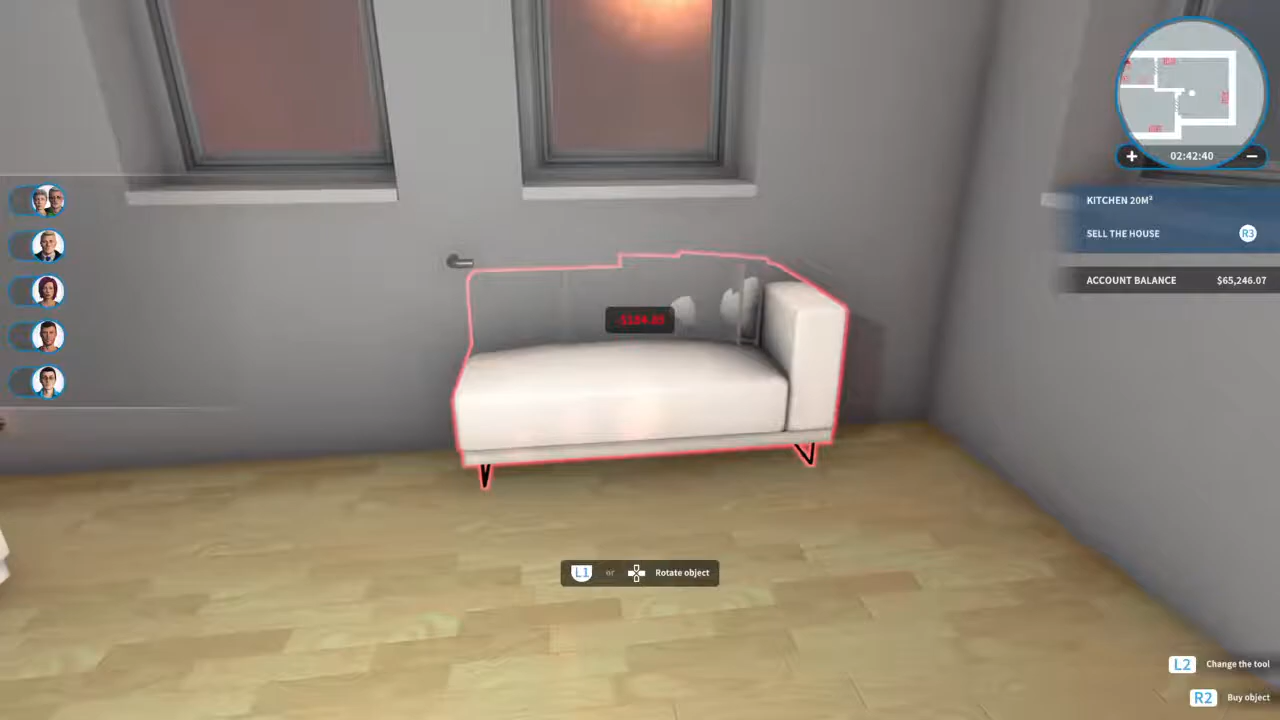 02:42:40
KITCHEN 20M²
SELL THE HOUSE R3
ACCOUNT BALANCE $65,246.07
L1 or Rotate object
L2 Change the tool
R2 Buy object